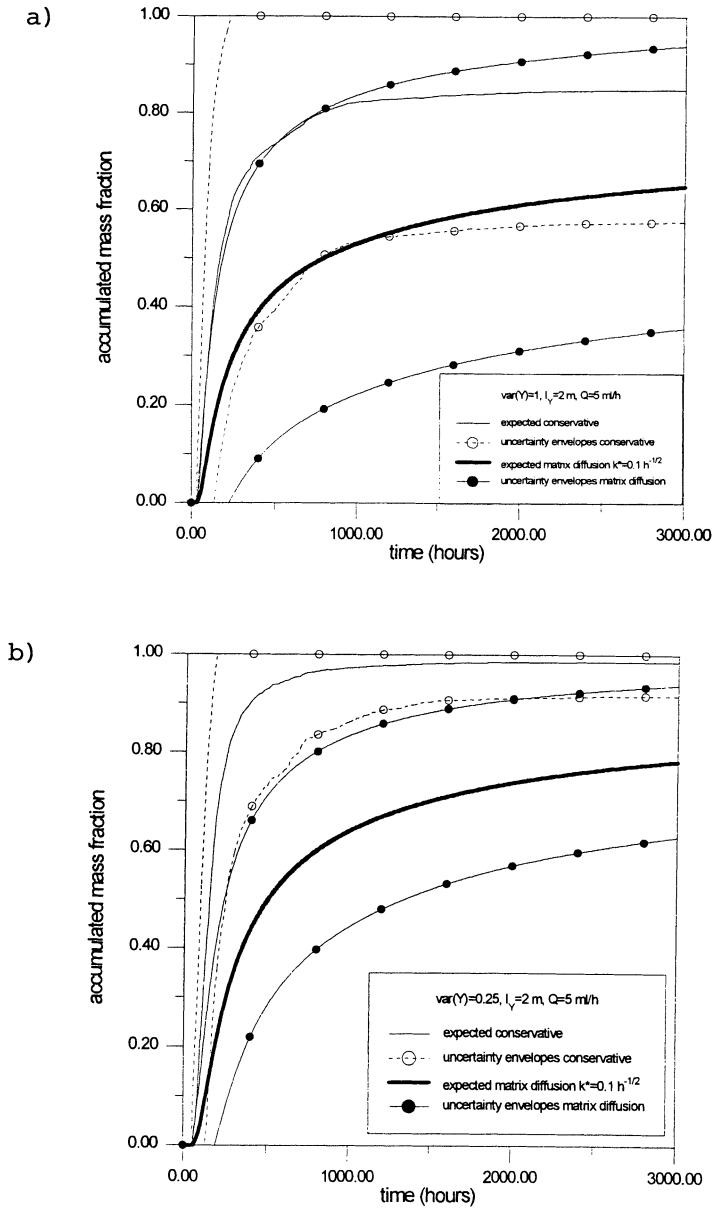 a)
1.00
0.80
0.60
0.40
0.20
0.00
accumulated mass fraction
var(Y)=1, I_Y=2 m, Q=5 ml/h
expected conservative
uncertainty envelopes conservative
expected matrix diffusion k*=0.1 h^-1/2
uncertainty envelopes matrix diffusion
0.00 1000.00 2000.00 3000.00
time (hours)
b)
1.00
0.80
0.60
0.40
0.20
0.00
accumulated mass fraction
var(Y)=0.25, I_Y=2 m, Q=5 ml/h
expected conservative
uncertainty envelopes conservative
expected matrix diffusion k*=0.1 h^-1/2
uncertainty envelopes matrix diffusion
0.00 1000.00 2000.00 3000.00
time (hours)